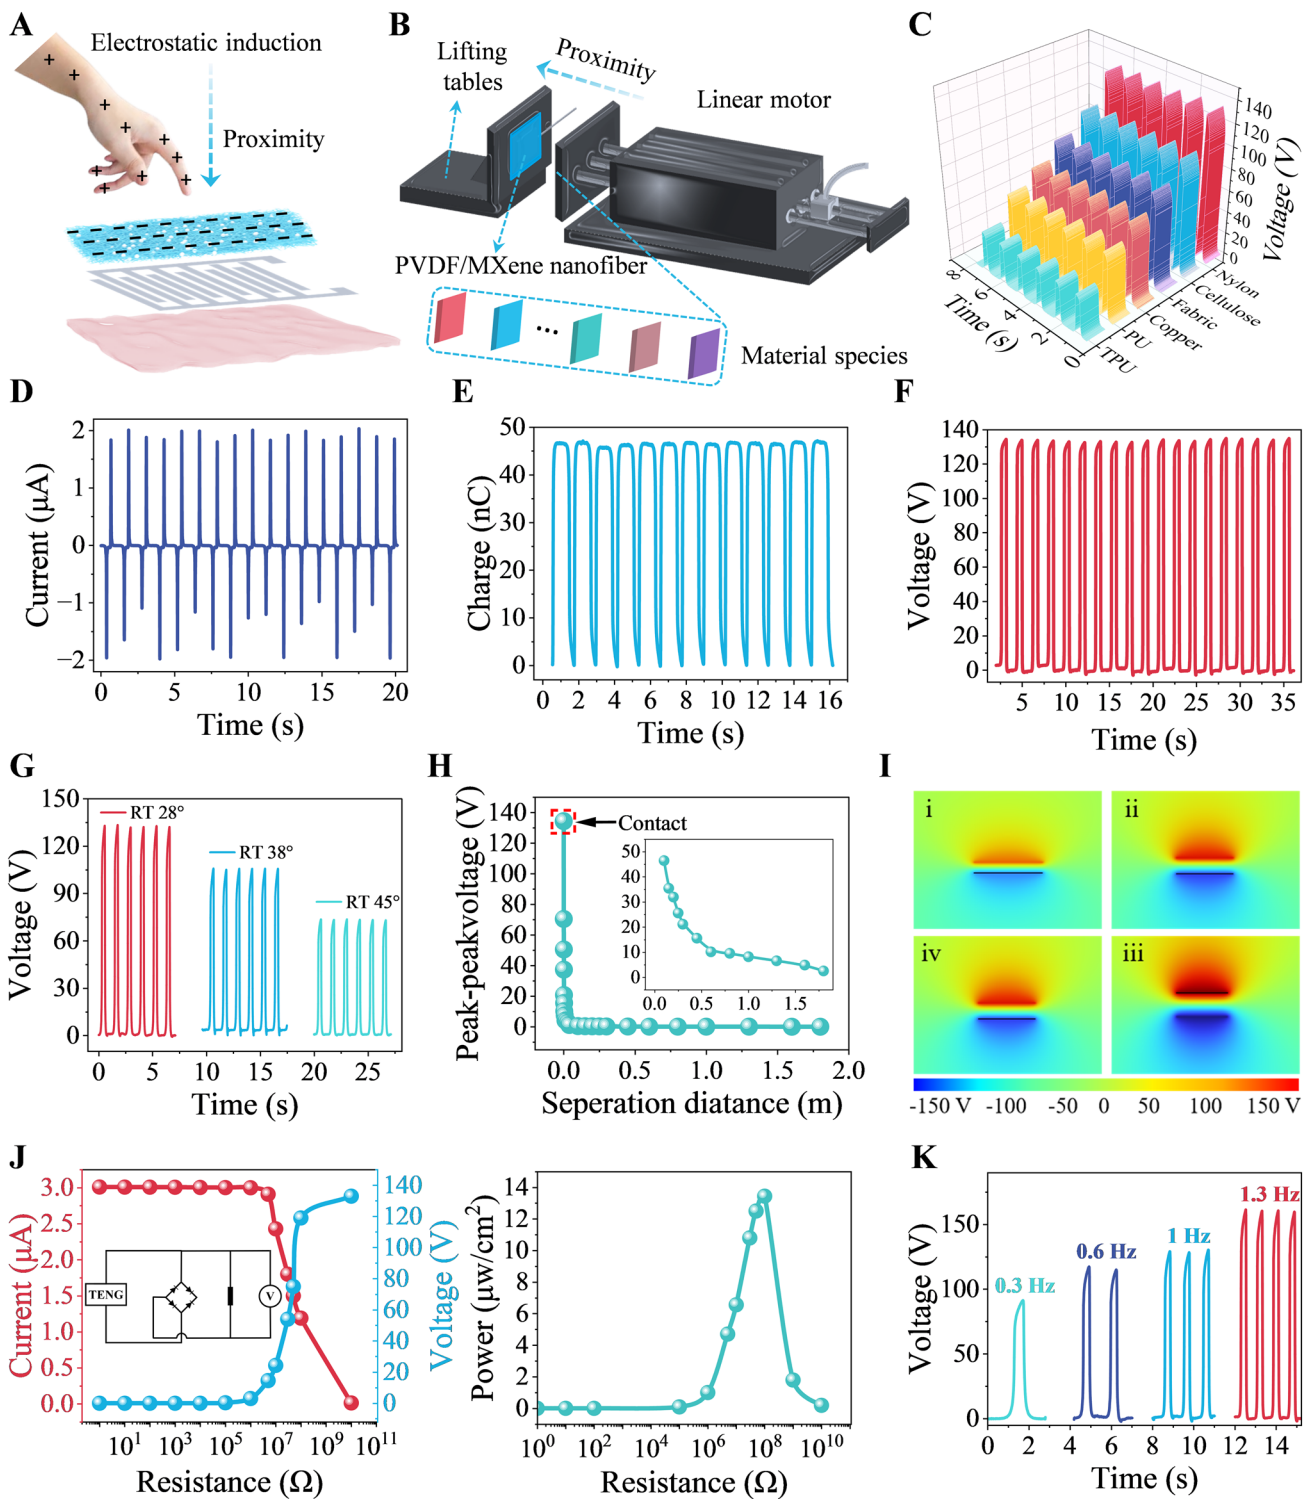 A
Electrostatic induction
Proximity
B
Lifting
tables
Proximity
Linear motor
PVDF/MXene nanofiber
Material species
C
Voltage (V)
140
120
100
80
60
40
20
0
Nylon
Cellulose
Fabric
Copper
PU
TPU
Time (s)
8
6
4
2
0
D
Current (μA)
2
1
0
−1
−2
0 5 10 15 20
Time (s)
E
Charge (nC)
50
40
30
20
10
0
0 2 4 6 8 10 12 14 16
Time (s)
F
Voltage (V)
140
120
100
80
60
40
20
0
5 10 15 20 25 30 35
Time (s)
G
Voltage (V)
150
120
90
60
30
0
RT 28°
RT 38°
RT 45°
0 5 10 15 20 25
Time (s)
H
Peak-peakvoltage (V)
140
120
100
80
60
40
20
0
Contact
50
40
30
20
10
0
0.0 0.5 1.0 1.5
0.0 0.5 1.0 1.5 2.0
Seperation diatance (m)
I
i
ii
iv
iii
-150 V -100 -50 0 50 100 150 V
J
Current (μA)
3.0
2.5
2.0
1.5
1.0
0.5
0.0
TENG
V
140
120
100
80
60
40
20
0
Voltage (V)
10¹ 10³ 10⁵ 10⁷ 10⁹ 10¹¹
Resistance (Ω)
Power (μw/cm²)
14
12
10
8
6
4
2
0
10⁰ 10² 10⁴ 10⁶ 10⁸ 10¹⁰
Resistance (Ω)
K
Voltage (V)
150
100
50
0
0.3 Hz
0.6 Hz
1 Hz
1.3 Hz
0 2 4 6 8 10 12 14
Time (s)